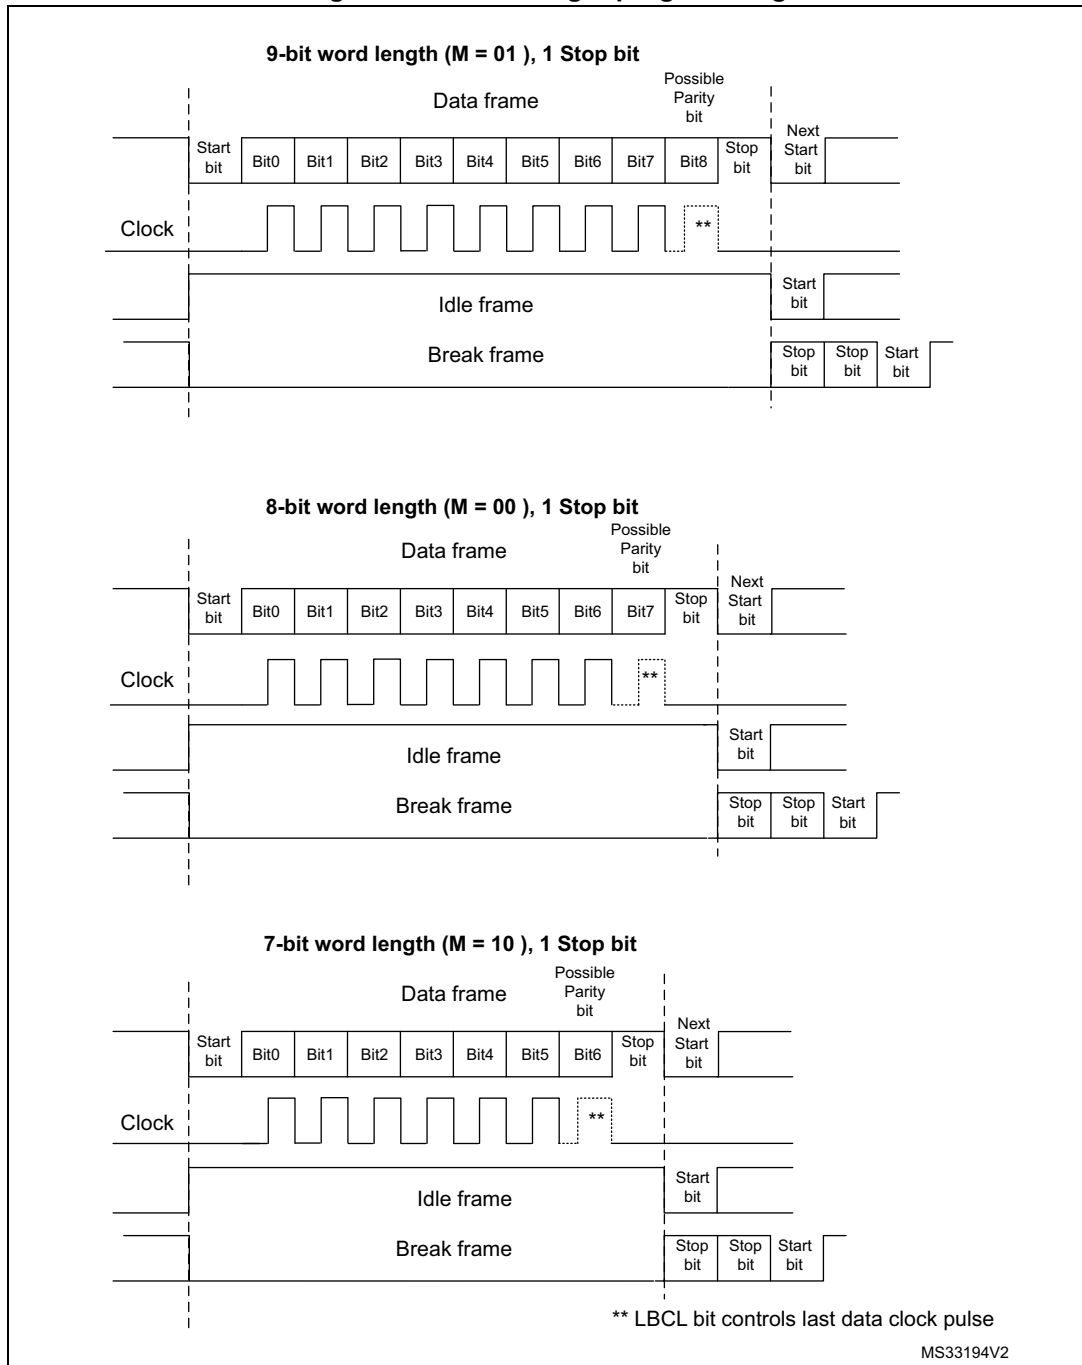 9-bit word length (M = 01 ), 1 Stop bit
Data frame
Possible
Parity
bit
Start
bit
Bit0
Bit1
Bit2
Bit3
Bit4
Bit5
Bit6
Bit7
Bit8
Stop
bit
Next
Start
bit
Clock
**
Idle frame
Start
bit
Break frame
Stop
bit
Stop
bit
Start
bit
8-bit word length (M = 00 ), 1 Stop bit
Data frame
Possible
Parity
bit
Start
bit
Bit0
Bit1
Bit2
Bit3
Bit4
Bit5
Bit6
Bit7
Stop
bit
Next
Start
bit
Clock
**
Idle frame
Start
bit
Break frame
Stop
bit
Stop
bit
Start
bit
7-bit word length (M = 10 ), 1 Stop bit
Data frame
Possible
Parity
bit
Start
bit
Bit0
Bit1
Bit2
Bit3
Bit4
Bit5
Bit6
Stop
bit
Next
Start
bit
Clock
**
Idle frame
Start
bit
Break frame
Stop
bit
Stop
bit
Start
bit
** LBCL bit controls last data clock pulse
MS33194V2